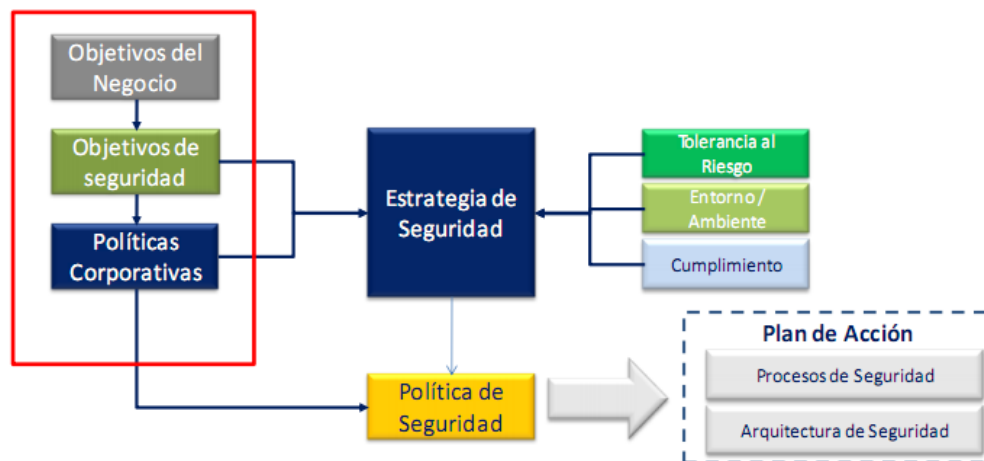 Objetivos del
Negocio
Objetivos de
seguridad
Políticas
Corporativas
Estrategia de
Seguridad
Tolerancia al
Riesgo
Entorno /
Ambiente
Cumplimiento
Política de
Seguridad
Plan de Acción
Procesos de Seguridad
Arquitectura de Seguridad